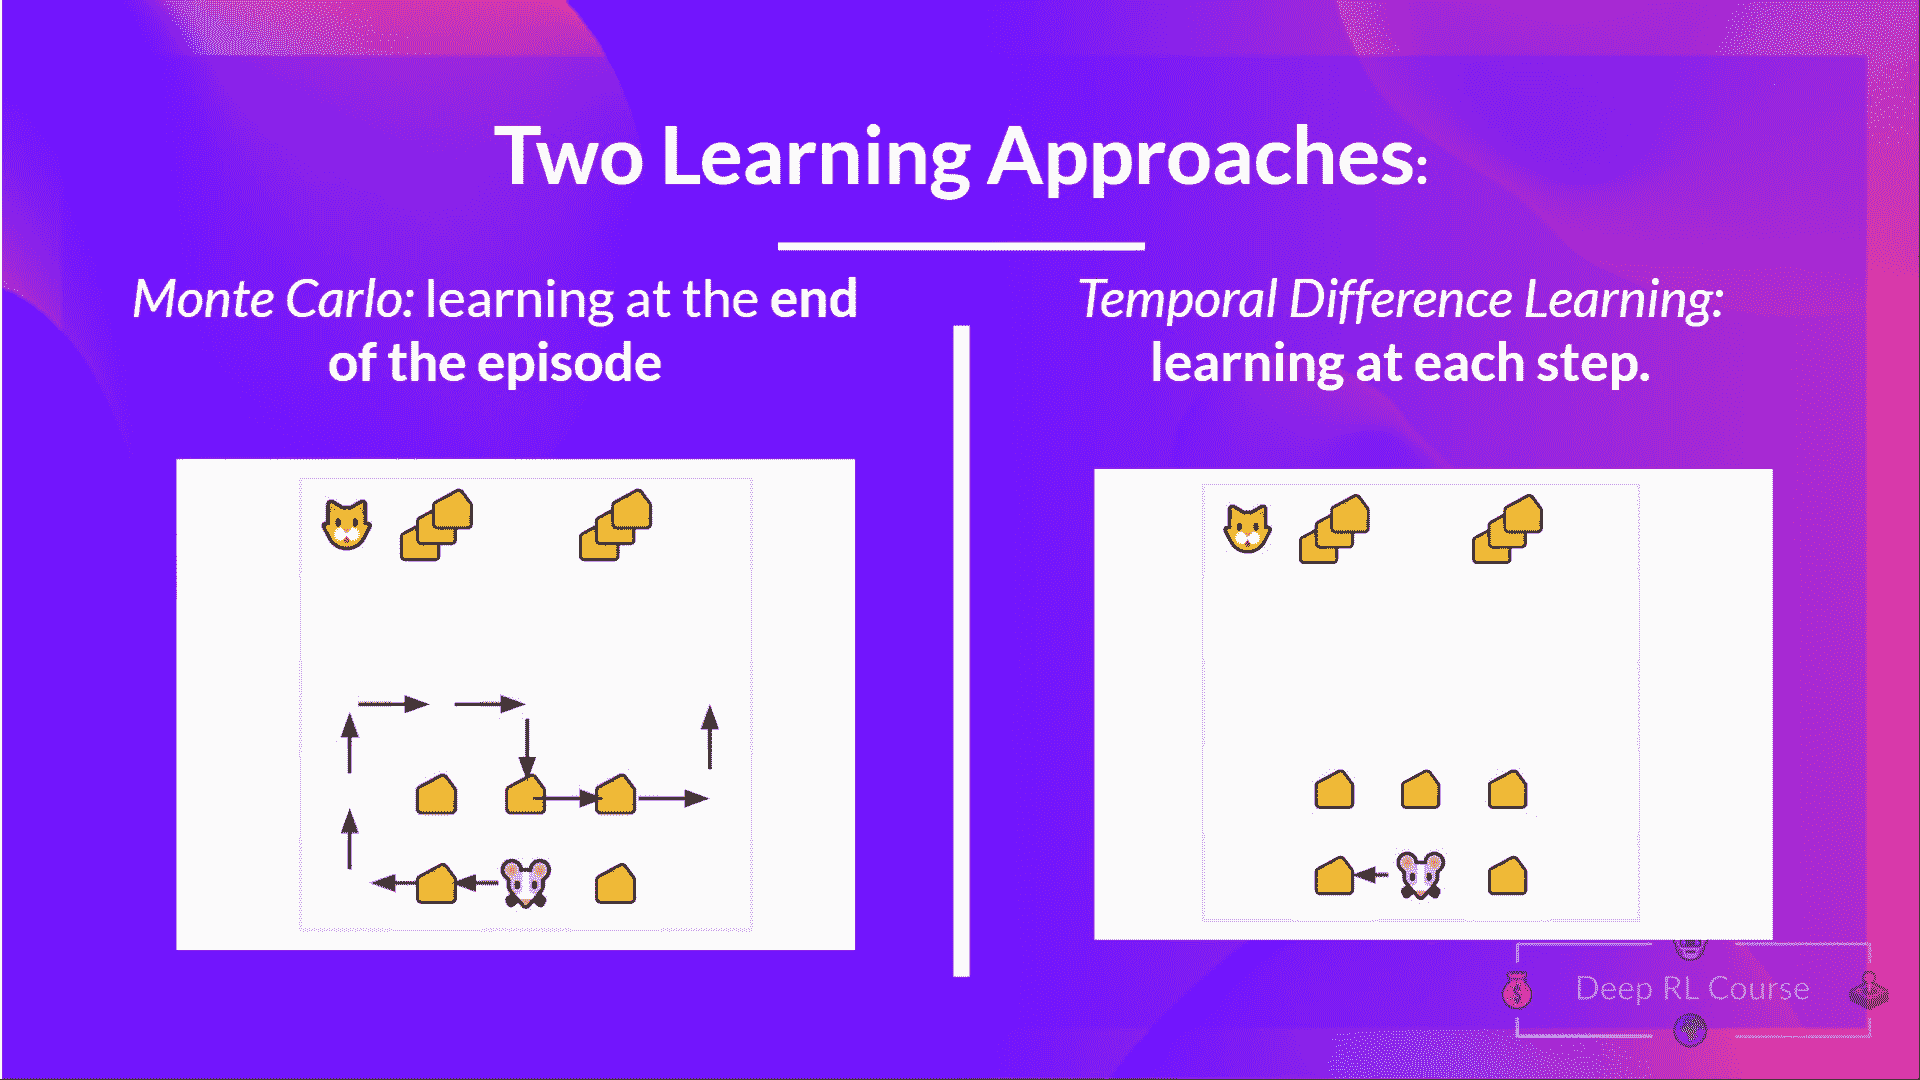 Two Learning Approaches:
Monte Carlo: learning at the end
of the episode
Temporal Difference Learning:
learning at each step.
Deep RL Course